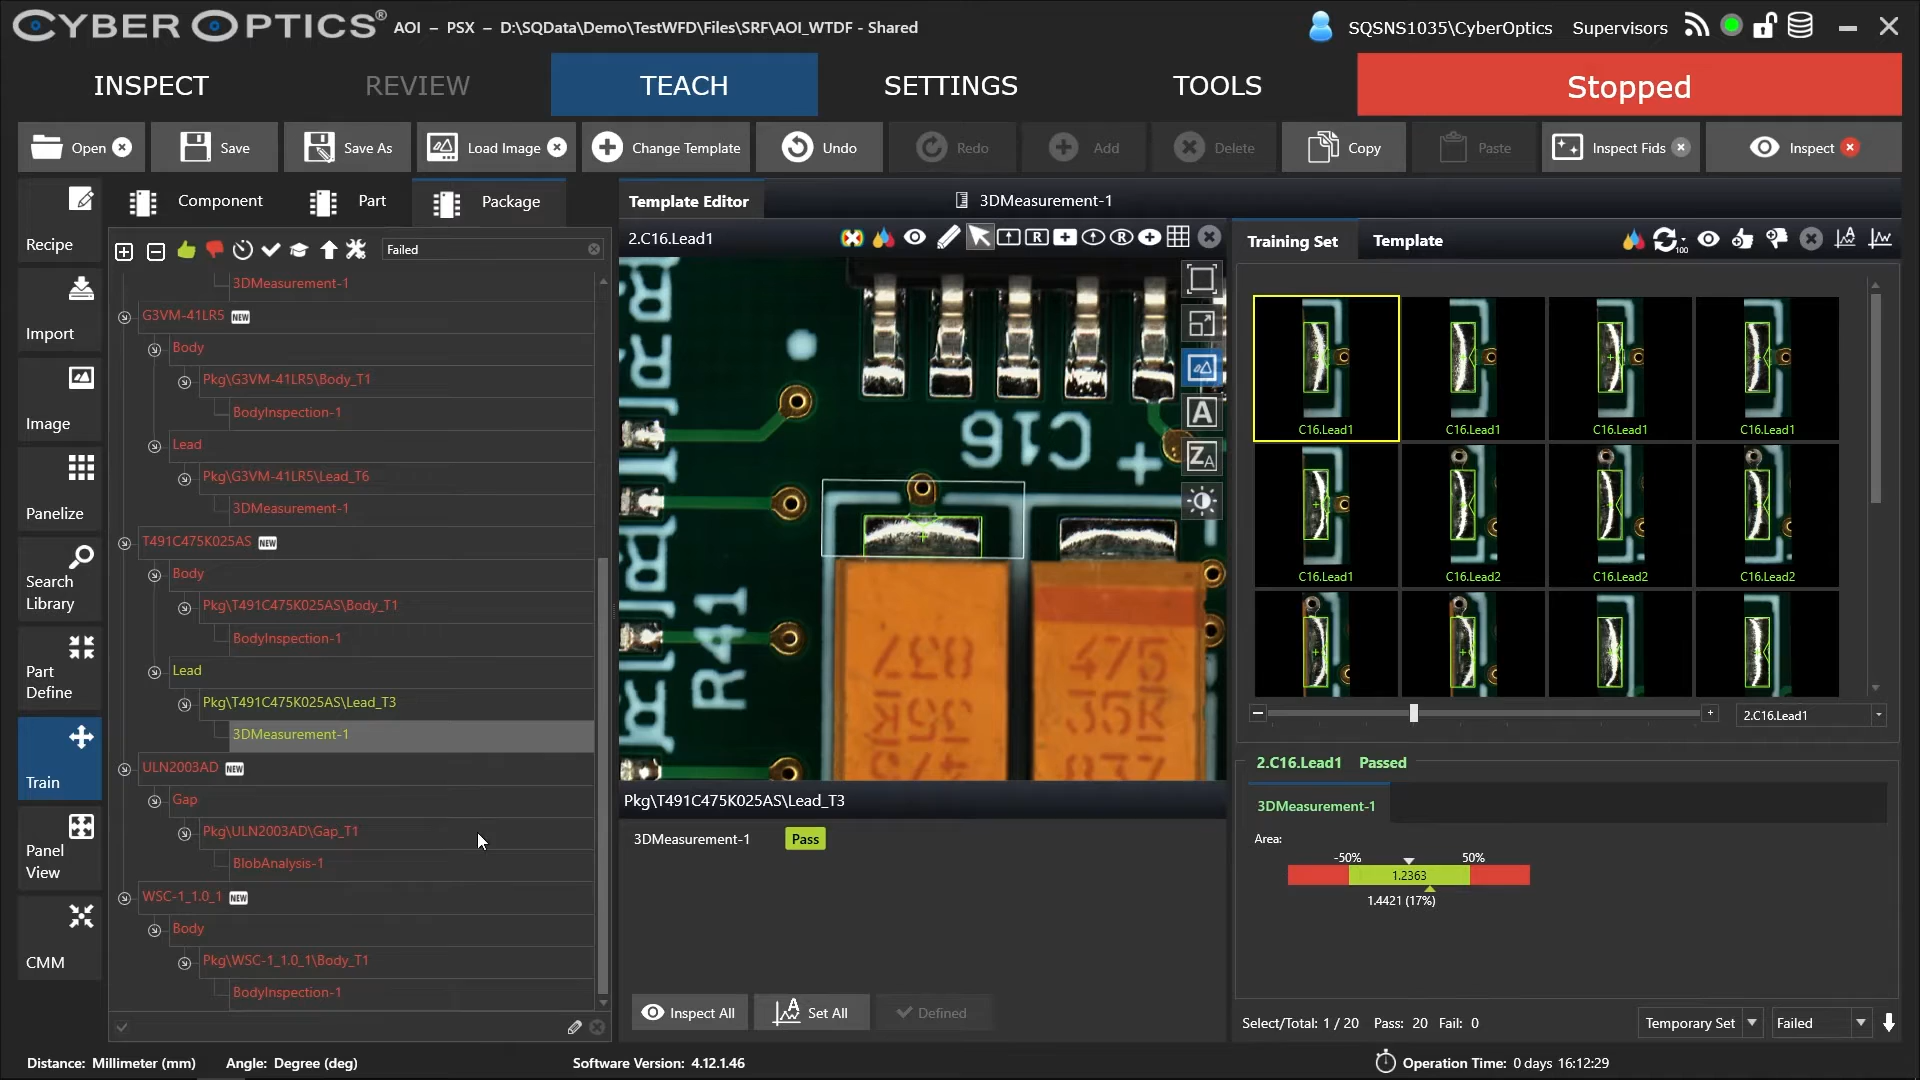 CYBEROPTICS® AOI – PSX – D:\SQData\Demo\TestWFD\Files\SRF\AOI_WTDF - Shared
SQSNS1035\CyberOptics Supervisors
INSPECT REVIEW TEACH SETTINGS TOOLS Stopped
Open Save Save As Load Image Change Template Undo Redo Add Delete Copy Paste Inspect Fids Inspect
Recipe
Import
Image
Panelize
Search
Library
Part
Define
Train
Panel
View
CMM
Component Part Package
Failed
3DMeasurement-1
G3VM-41LR5 NEW
Body
Pkg\G3VM-41LR5\Body_T1
BodyInspection-1
Lead
Pkg\G3VM-41LR5\Lead_T6
3DMeasurement-1
T491C475K025AS NEW
Body
Pkg\T491C475K025AS\Body_T1
BodyInspection-1
Lead
Pkg\T491C475K025AS\Lead_T3
3DMeasurement-1
ULN2003AD NEW
Gap
Pkg\ULN2003AD\Gap_T1
BlobAnalysis-1
WSC-1_1.0_1 NEW
Body
Pkg\WSC-1_1.0_1\Body_T1
BodyInspection-1
Template Editor 3DMeasurement-1
2.C16.Lead1
C16
+
R41
475
35K
Pkg\T491C475K025AS\Lead_T3
3DMeasurement-1 Pass
Inspect All Set All Defined
Training Set Template
100
C16.Lead1 C16.Lead1 C16.Lead1 C16.Lead1
C16.Lead1 C16.Lead2 C16.Lead2 C16.Lead2
2.C16.Lead1
2.C16.Lead1 Passed
3DMeasurement-1
Area:
-50% 50%
1.2363
1.4421 (17%)
Select/Total: 1 / 20 Pass: 20 Fail: 0 Temporary Set Failed
Distance: Millimeter (mm) Angle: Degree (deg) Software Version: 4.12.1.46 Operation Time: 0 days 16:12:29